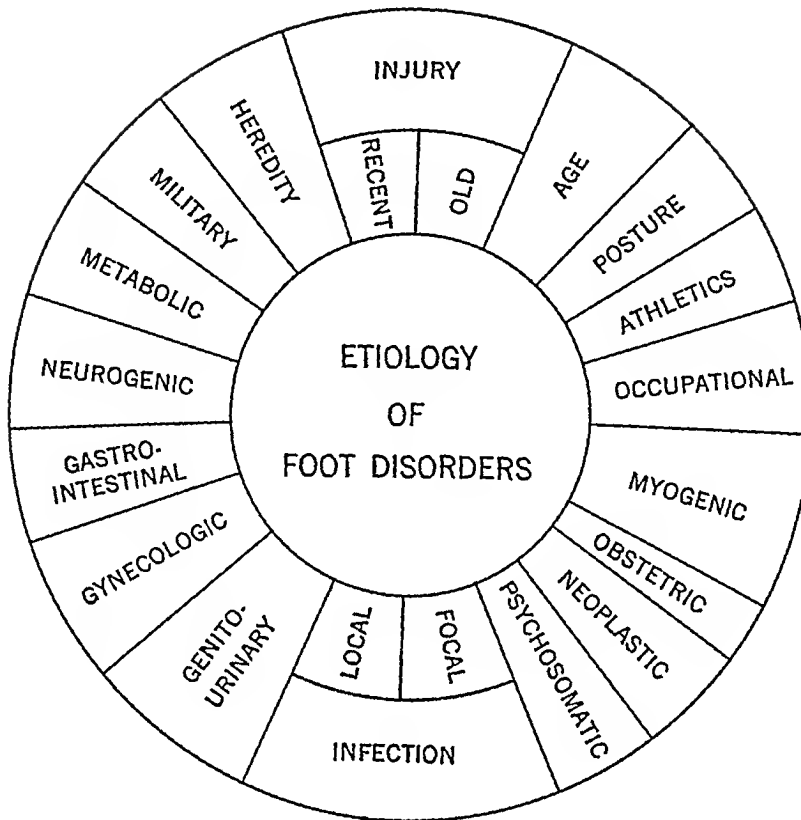 ETIOLOGY
OF
FOOT DISORDERS
INJURY
RECENT
OLD
AGE
POSTURE
ATHLETICS
OCCUPATIONAL
MYOGENIC
OBSTETRIC
NEOPLASTIC
PSYCHOSOMATIC
INFECTION
FOCAL
LOCAL
GENITO-
URINARY
GYNECOLOGIC
GASTRO-
INTESTINAL
NEUROGENIC
METABOLIC
MILITARY
HEREDITY